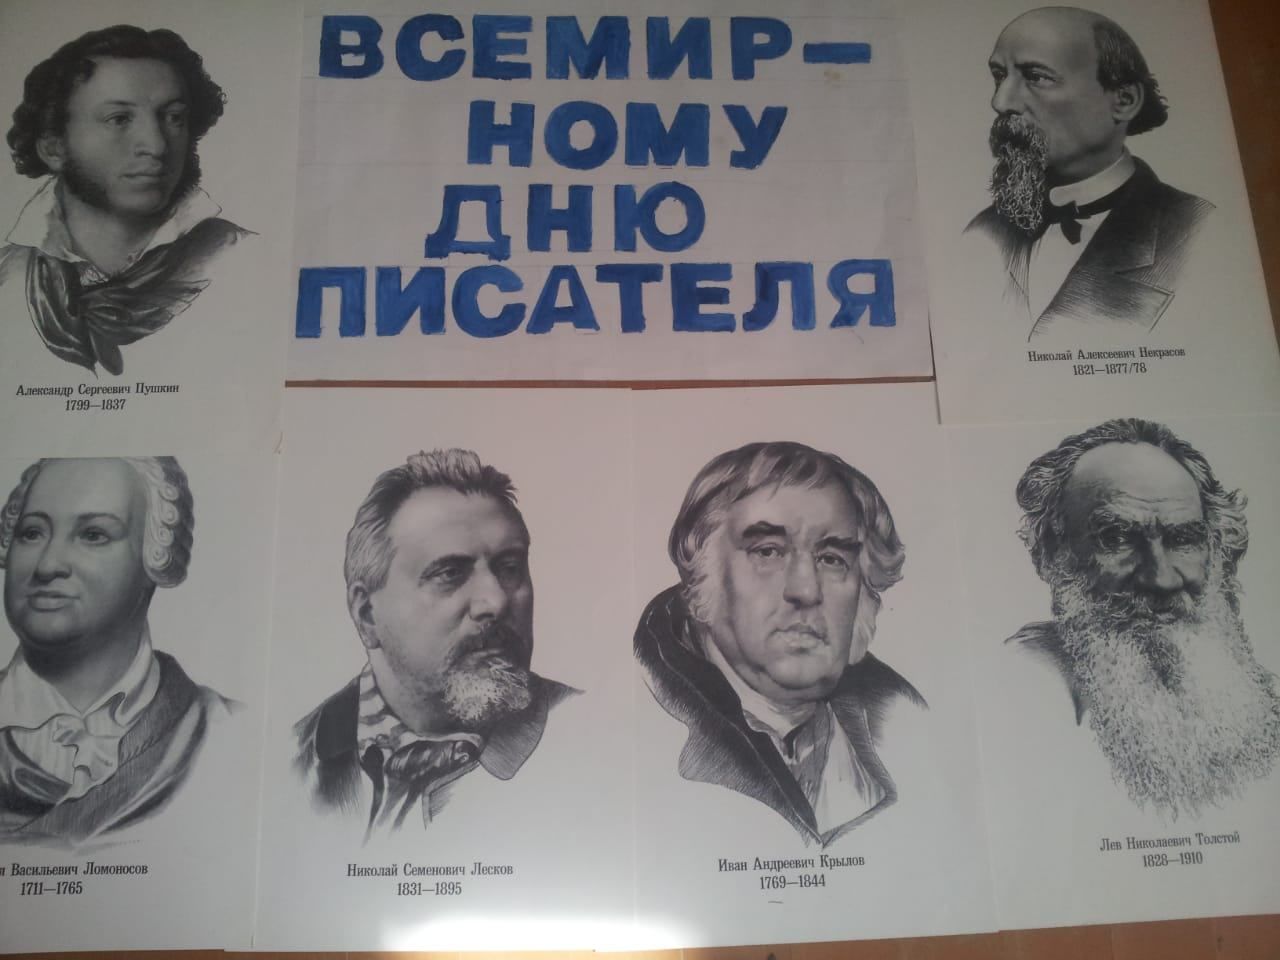 ВСЕМИР-
НОМУ
ДНЮ
ПИСАТЕЛЯ
Александр Сергеевич Пушкин
1799—1837
Николай Алексеевич Некрасов
1821—1877/78
л Васильевич Ломоносов
1711—1765
Николай Семенович Лесков
1831—1895
Иван Андреевич Крылов
1769—1844
Лев Николаевич Толстой
1828—1910